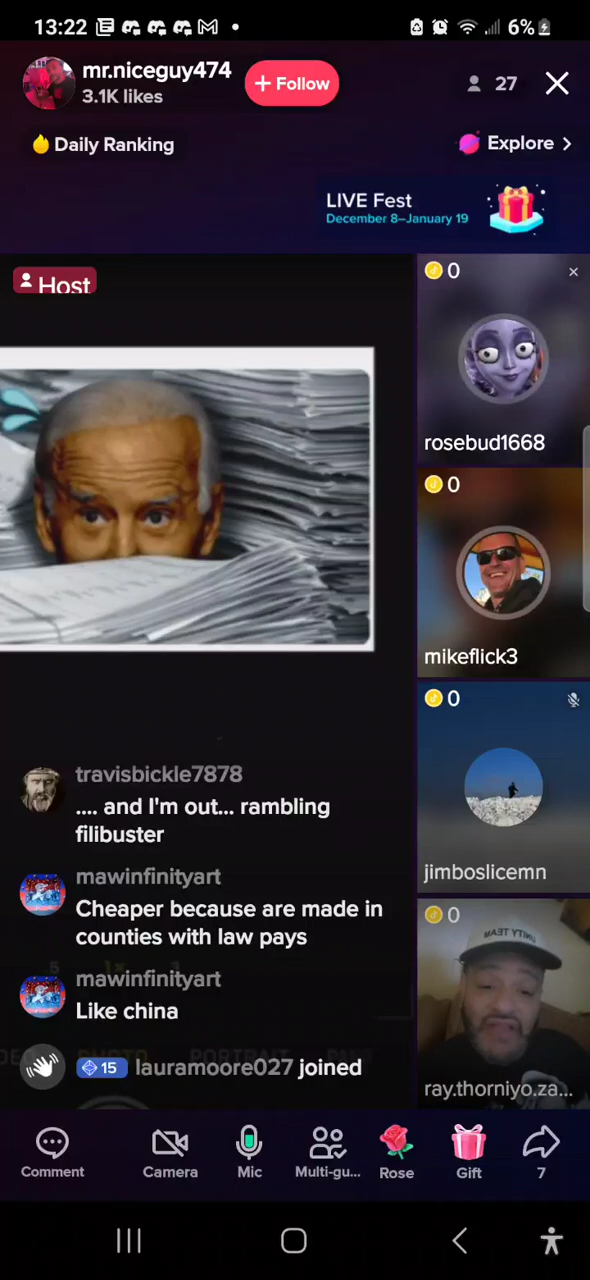 13:22
6%
mr.niceguy474
3.1K likes
+ Follow
27
Daily Ranking
Explore >
LIVE Fest
December 8–January 19
Host
0
rosebud1668
0
mikeflick3
0
jimboslicemn
0
ray.thorniyo.za...
travisbickle7878
.... and I'm out... rambling
filibuster
mawinfinityart
Cheaper because are made in
counties with law pays
mawinfinityart
Like china
15 lauramoore027 joined
Comment
Camera
Mic
Multi-gu...
Rose
Gift
7